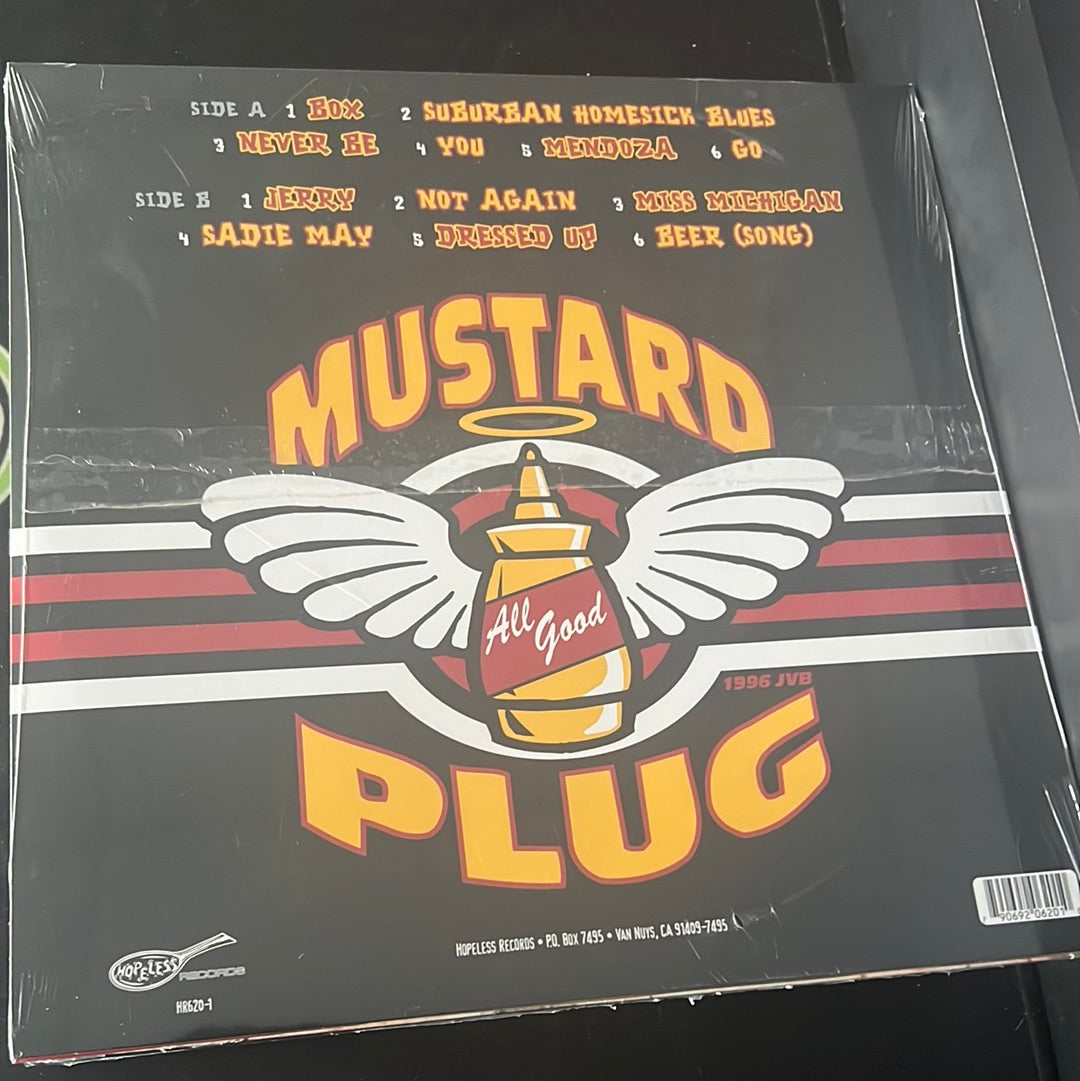 SIDE A 1 BOX 2 SUBURBAN HOMESICK BLUES
3 NEVER BE 4 YOU 5 MENDOZA 6 GO
SIDE B 1 JERRY 2 NOT AGAIN 3 MISS MICHIGAN
4 SADIE MAY 5 DRESSED UP 6 BEER (SONG)
MUSTARD
All Good
1996 JVB
PLUG
HOPELESS RECORDS • P.O. BOX 7495 • VAN NUYS, CA 91409-7495
HOPELESS RECORDS
HR620-1
90692 06201